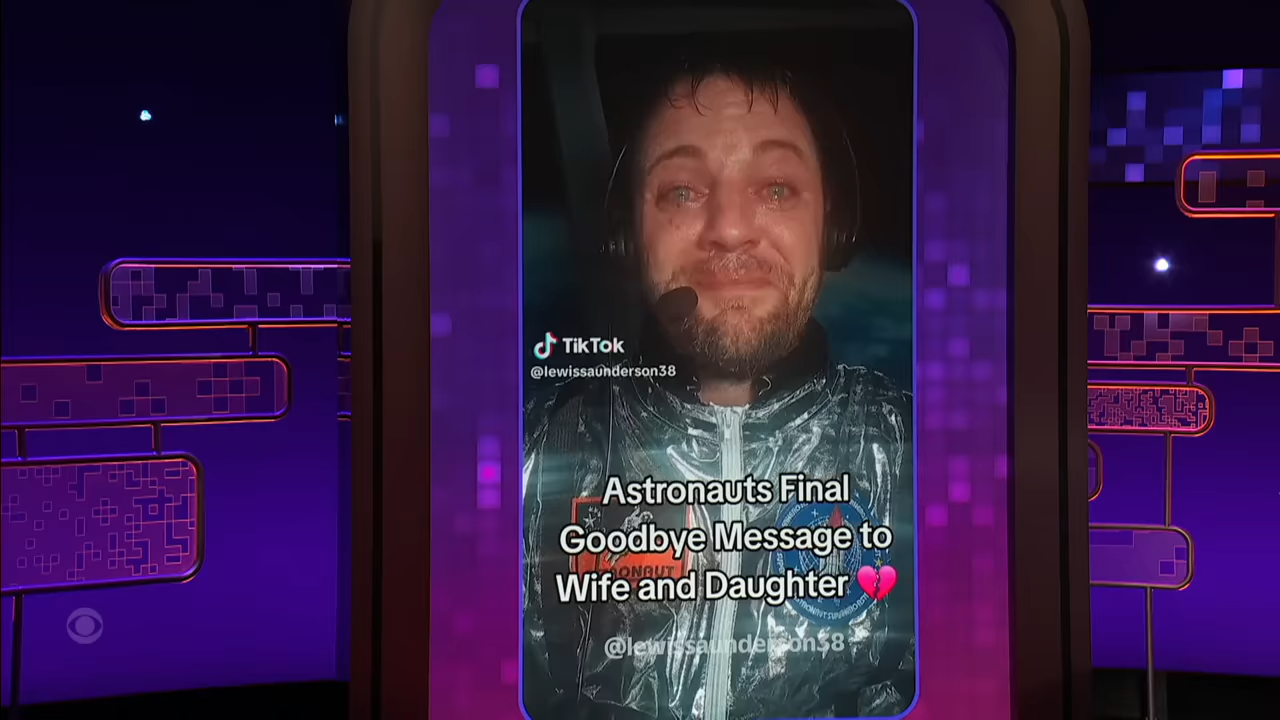 TikTok
@lewissaunderson38
Astronauts Final
Goodbye Message to
Wife and Daughter 💔
@lewissaunderson38